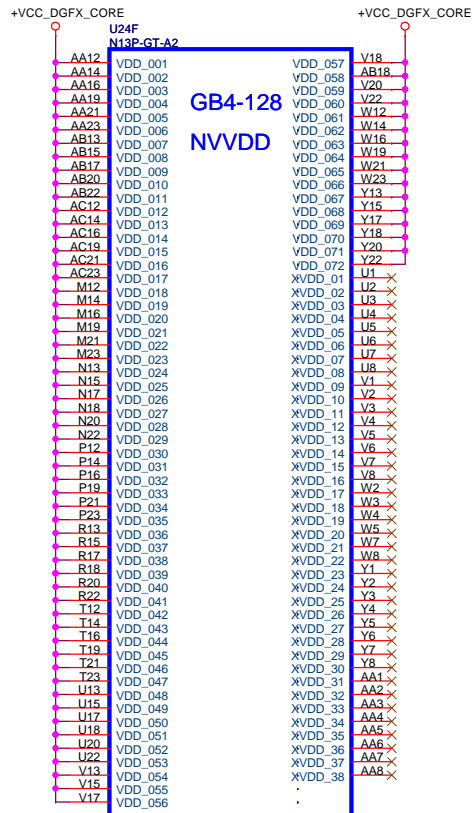 +VCC_DGFX_CORE +VCC_DGFX_CORE
U24F
N13P-GT-A2
GB4-128
NVVDD
AA12 VDD_001 VDD_057 V18
AA14 VDD_002 VDD_058 AB18
AA16 VDD_003 VDD_059 V20
AA19 VDD_004 VDD_060 V22
AA21 VDD_005 VDD_061 W12
AA23 VDD_006 VDD_062 W14
AB13 VDD_007 VDD_063 W16
AB15 VDD_008 VDD_064 W19
AB17 VDD_009 VDD_065 W21
AB20 VDD_010 VDD_066 W23
AB22 VDD_011 VDD_067 Y13
AC12 VDD_012 VDD_068 Y15
AC14 VDD_013 VDD_069 Y17
AC16 VDD_014 VDD_070 Y18
AC19 VDD_015 VDD_071 Y20
AC21 VDD_016 VDD_072 Y22
AC23 VDD_017 XVDD_01 U1
M12 VDD_018 XVDD_02 U2
M14 VDD_019 XVDD_03 U3
M16 VDD_020 XVDD_04 U4
M19 VDD_021 XVDD_05 U5
M21 VDD_022 XVDD_06 U6
M23 VDD_023 XVDD_07 U7
N13 VDD_024 XVDD_08 U8
N15 VDD_025 XVDD_09 V1
N17 VDD_026 XVDD_10 V2
N18 VDD_027 XVDD_11 V3
N20 VDD_028 XVDD_12 V4
N22 VDD_029 XVDD_13 V5
P12 VDD_030 XVDD_14 V6
P14 VDD_031 XVDD_15 V7
P16 VDD_032 XVDD_16 V8
P19 VDD_033 XVDD_17 W2
P21 VDD_034 XVDD_18 W3
P23 VDD_035 XVDD_19 W4
R13 VDD_036 XVDD_20 W5
R15 VDD_037 XVDD_21 W7
R17 VDD_038 XVDD_22 W8
R18 VDD_039 XVDD_23 Y1
R20 VDD_040 XVDD_24 Y2
R22 VDD_041 XVDD_25 Y3
T12 VDD_042 XVDD_26 Y4
T14 VDD_043 XVDD_27 Y5
T16 VDD_044 XVDD_28 Y6
T19 VDD_045 XVDD_29 Y7
T21 VDD_046 XVDD_30 Y8
T23 VDD_047 XVDD_31 AA1
U13 VDD_048 XVDD_32 AA2
U15 VDD_049 XVDD_33 AA3
U17 VDD_050 XVDD_34 AA4
U18 VDD_051 XVDD_35 AA5
U20 VDD_052 XVDD_36 AA6
U22 VDD_053 XVDD_37 AA7
V13 VDD_054 XVDD_38 AA8
V15 VDD_055
V17 VDD_056